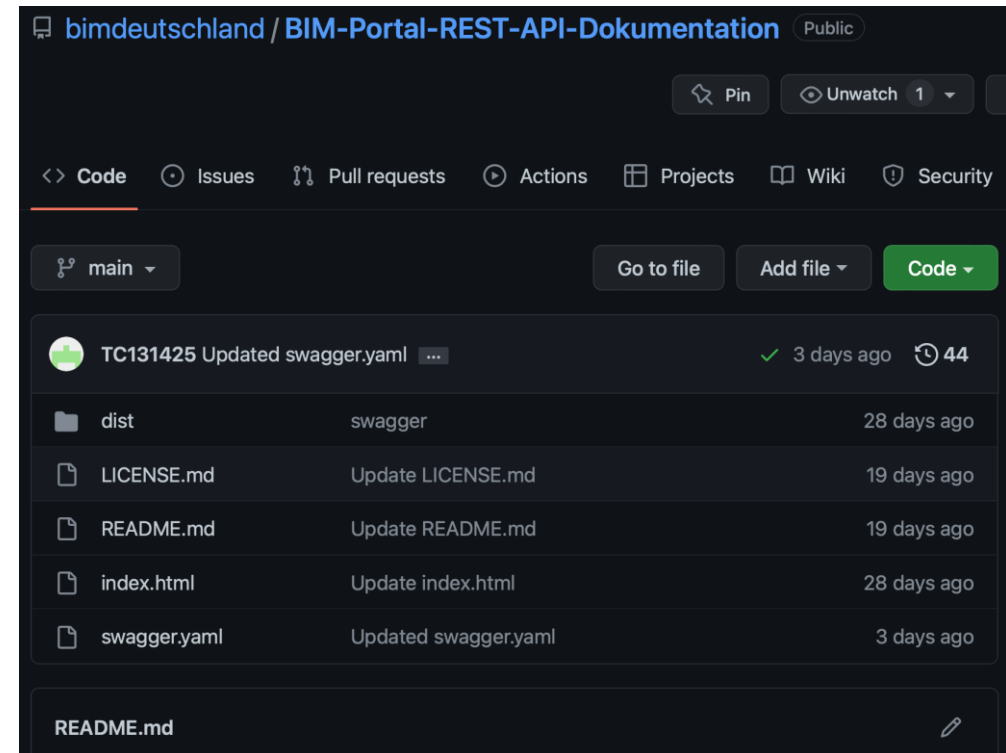 bimdeutschland / BIM-Portal-REST-API-Dokumentation Public
Pin Unwatch 1
Code Issues Pull requests Actions Projects Wiki Security
main Go to file Add file Code
TC131425 Updated swagger.yaml ... 3 days ago 44
dist swagger 28 days ago
LICENSE.md Update LICENSE.md 19 days ago
README.md Update README.md 19 days ago
index.html Update index.html 28 days ago
swagger.yaml Updated swagger.yaml 3 days ago
README.md